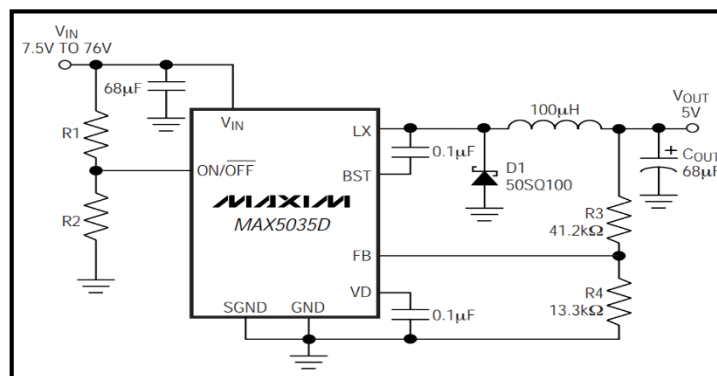 VIN
7.5V TO 76V
68µF
R1
R2
VIN
ON/OFF
LX
BST
MAXIM
MAX5035D
FB
VD
SGND
GND
0.1µF
100µH
D1
50SQ100
VOUT
5V
COUT
68µF
R3
41.2kΩ
R4
13.3kΩ
0.1µF
+